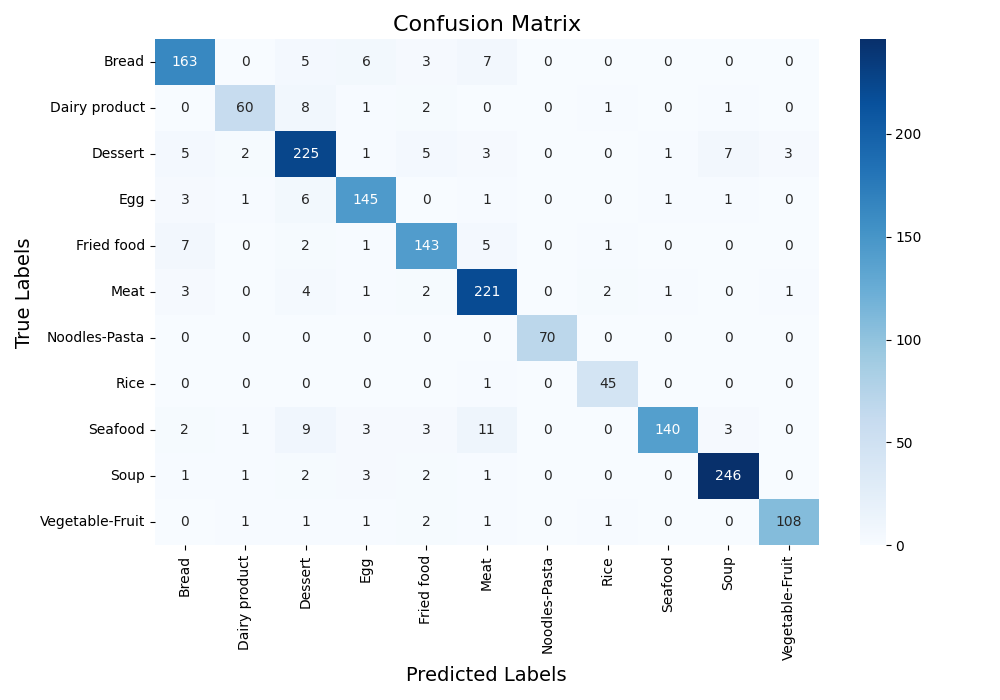 Confusion Matrix
Bread 163 0 5 6 3 7 0 0 0 0 0
Dairy product 0 60 8 1 2 0 0 1 0 1 0
Dessert 5 2 225 1 5 3 0 0 1 7 3
Egg 3 1 6 145 0 1 0 0 1 1 0
Fried food 7 0 2 1 143 5 0 1 0 0 0
Meat 3 0 4 1 2 221 0 2 1 0 1
Noodles-Pasta 0 0 0 0 0 0 70 0 0 0 0
Rice 0 0 0 0 0 1 0 45 0 0 0
Seafood 2 1 9 3 3 11 0 0 140 3 0
Soup 1 1 2 3 2 1 0 0 0 246 0
Vegetable-Fruit 0 1 1 1 2 1 0 1 0 0 108
Bread Dairy product Dessert Egg Fried food Meat Noodles-Pasta Rice Seafood Soup Vegetable-Fruit
Predicted Labels
True Labels
200
150
100
50
0